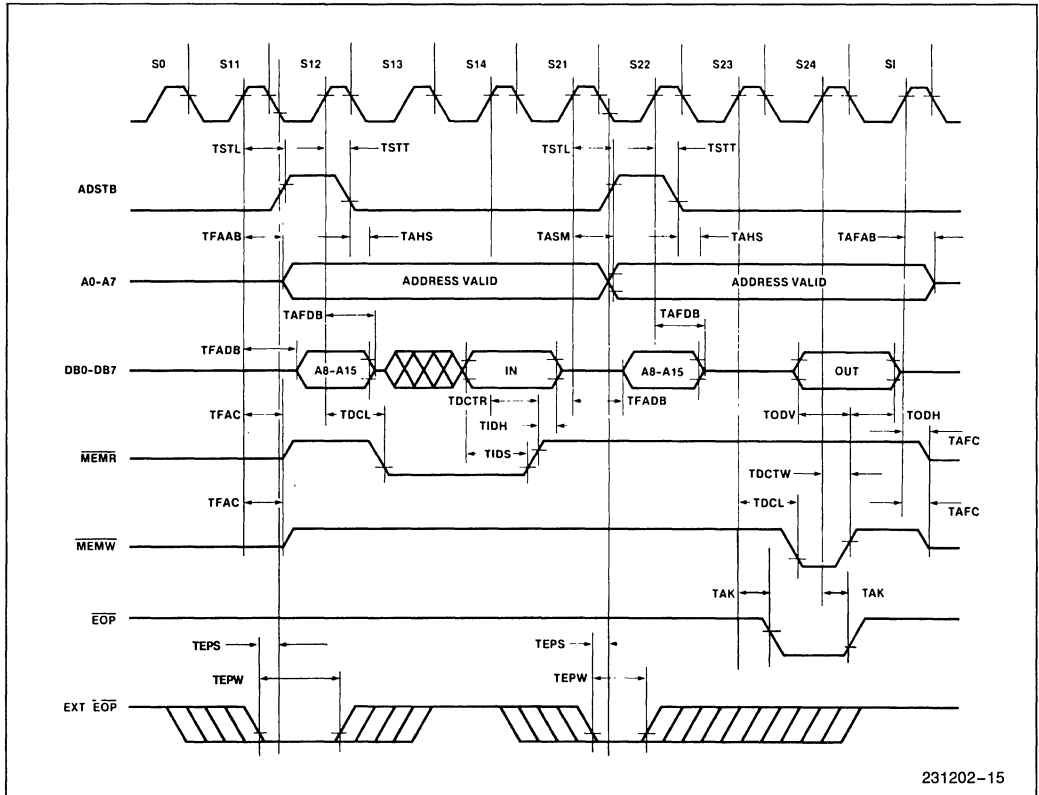 S0 S11 S12 S13 S14 S21 S22 S23 S24 SI
TSTL TSTT TSTL TSTT
ADSTB
TFAAB TAHS TASM TAHS TAFAB
A0-A7 ADDRESS VALID ADDRESS VALID
TAFDB TAFDB
TFADB
DB0-DB7 A8-A15 IN A8-A15 OUT
TDCTR TFADB
TFAC TDCL TIDH TODV TODH
TAFC
MEMR TIDS
TDCTW
TFAC TDCL TAFC
MEMW
TAK TAK
EOP
TEPS TEPS
TEPW TEPW
EXT EOP
231202-15